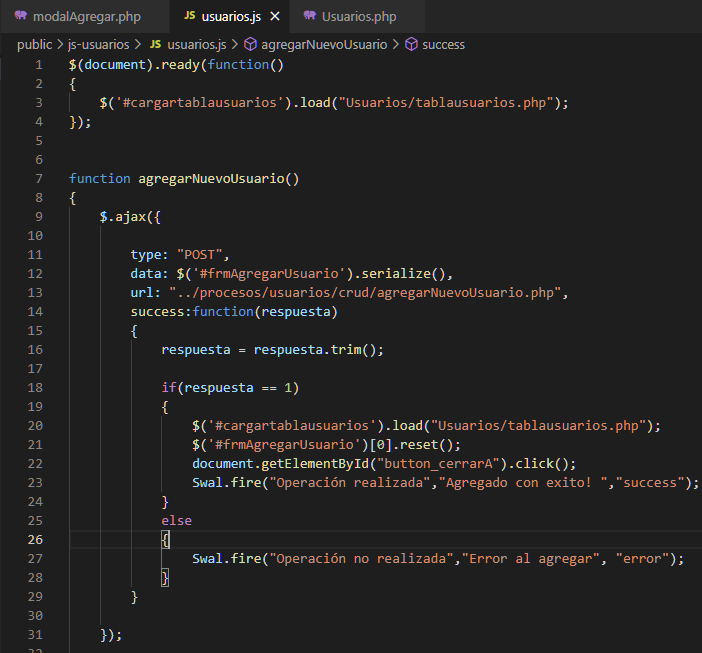 modalAgregar.php JS usuarios.js × Usuarios.php
public > js-usuarios > JS usuarios.js > agregarNuevoUsuario > success
1 $(document).ready(function()
2 {
3 $('#cargartablausuarios').load("Usuarios/tablausuarios.php");
4 });
5
6
7 function agregarNuevoUsuario()
8 {
9 $.ajax({
10
11 type: "POST",
12 data: $('#frmAgregarUsuario').serialize(),
13 url: "../procesos/usuarios/crud/agregarNuevoUsuario.php",
14 success:function(respuesta)
15 {
16 respuesta = respuesta.trim();
17
18 if(respuesta == 1)
19 {
20 $('#cargartablausuarios').load("Usuarios/tablausuarios.php");
21 $('#frmAgregarUsuario')[0].reset();
22 document.getElementById("button_cerrarA").click();
23 Swal.fire("Operación realizada","Agregado con exito! ","success");
24 }
25 else
26 {
27 Swal.fire("Operación no realizada","Error al agregar", "error");
28 }
29 }
30
31 });
32